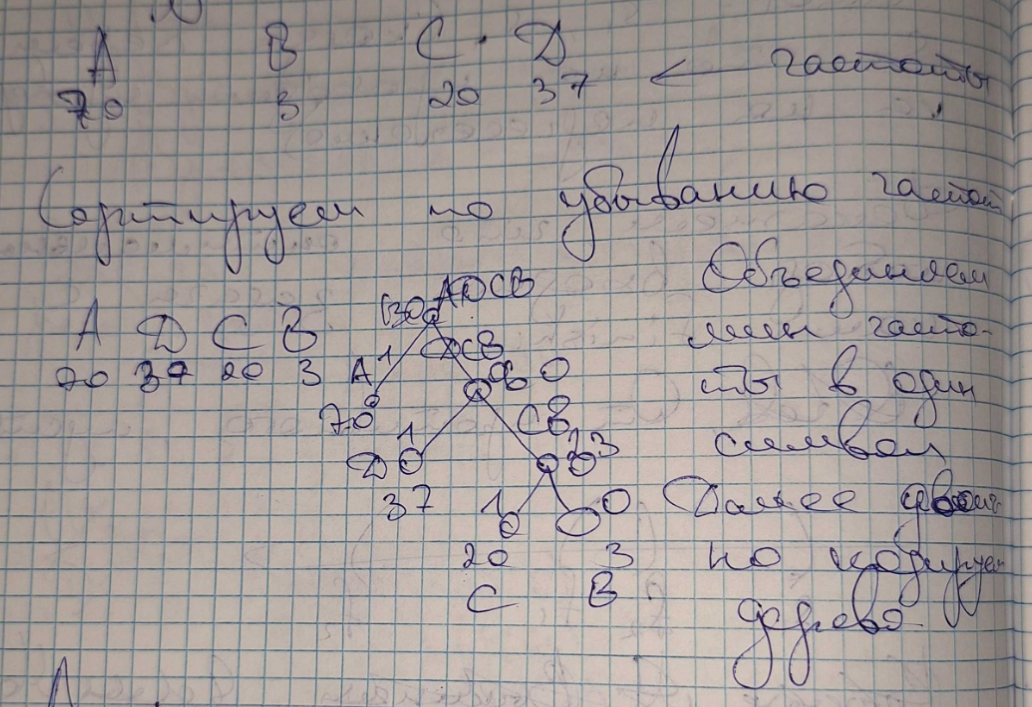 A B C D
70 3 20 37 ← частоты
Сортируем по убыванию частот
A D C B
70 37 20 3
130 ADCB
A 1 DCB
70 60 0
1 CB
D 23 0
37 1 0
20 3
C B
Объединяем
мин часто-
ты в один
символ
Далее двоич-
но кодируем
дерево